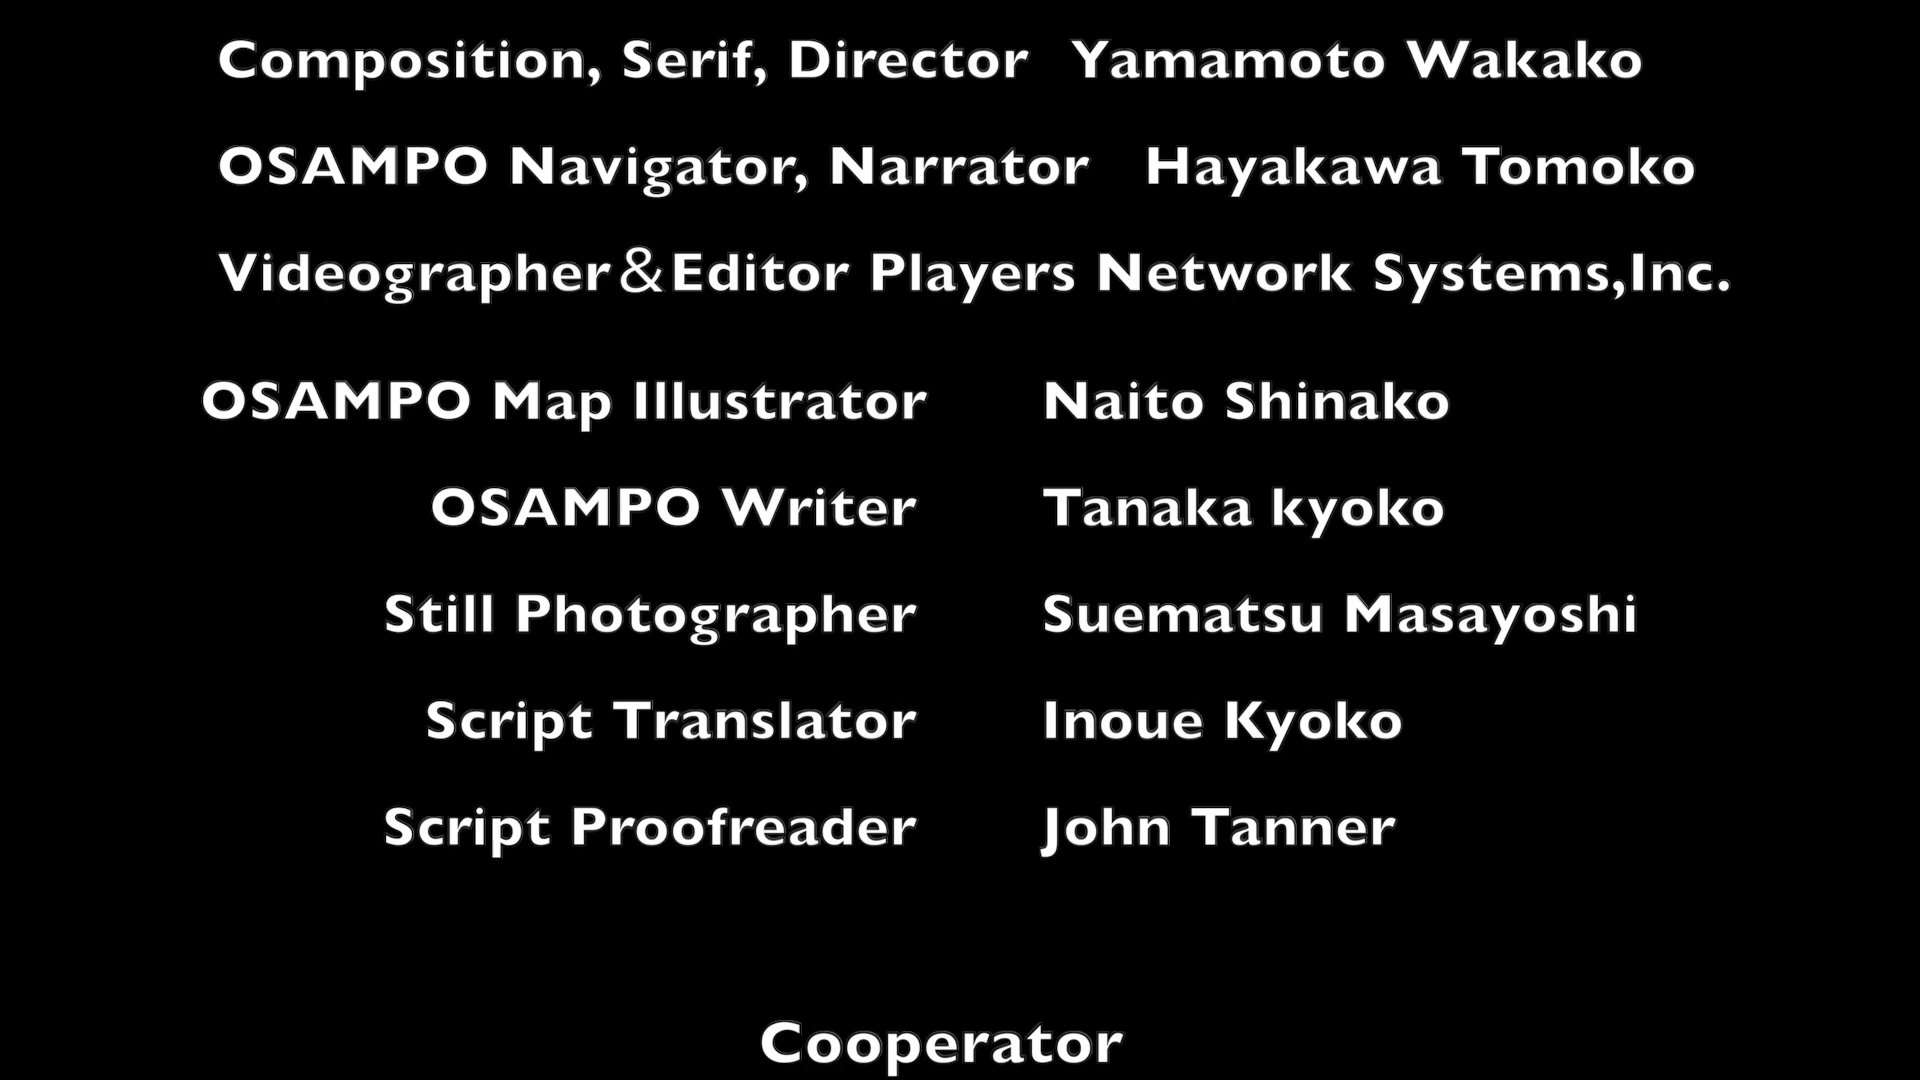 Composition, Serif, Director Yamamoto Wakako
OSAMPO Navigator, Narrator Hayakawa Tomoko
Videographer&Editor Players Network Systems,Inc.
OSAMPO Map Illustrator Naito Shinako
OSAMPO Writer Tanaka kyoko
Still Photographer Suematsu Masayoshi
Script Translator Inoue Kyoko
Script Proofreader John Tanner
Cooperator